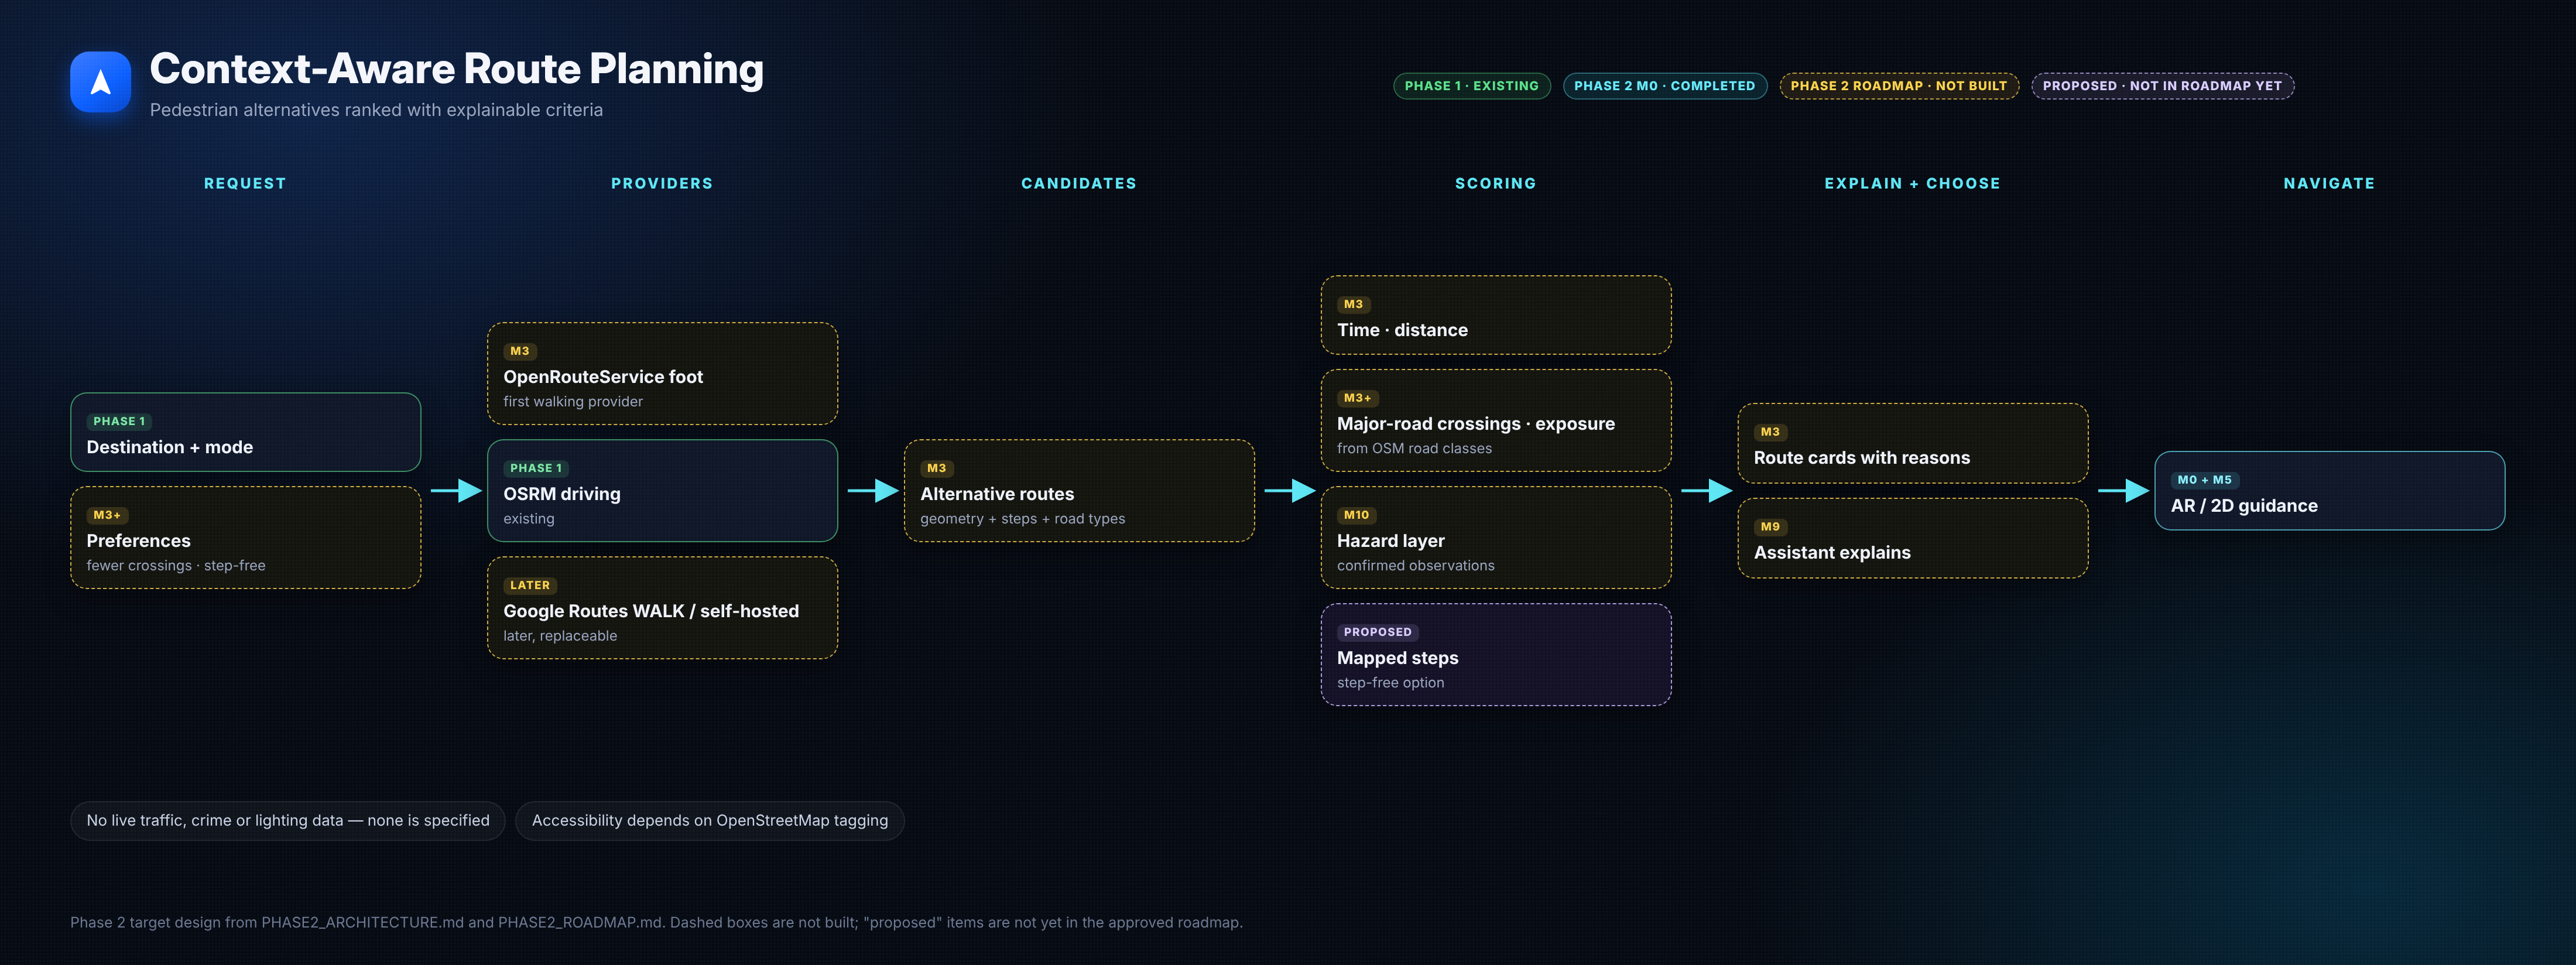 Context-Aware Route Planning
Pedestrian alternatives ranked with explainable criteria
PHASE 1 · EXISTING
PHASE 2 M0 · COMPLETED
PHASE 2 ROADMAP · NOT BUILT
PROPOSED · NOT IN ROADMAP YET
REQUEST
PHASE 1
Destination + mode
M3+
Preferences
fewer crossings · step-free
PROVIDERS
M3
OpenRouteService foot
first walking provider
PHASE 1
OSRM driving
existing
LATER
Google Routes WALK / self-hosted
later, replaceable
CANDIDATES
M3
Alternative routes
geometry + steps + road types
SCORING
M3
Time · distance
M3+
Major-road crossings · exposure
from OSM road classes
M10
Hazard layer
confirmed observations
PROPOSED
Mapped steps
step-free option
EXPLAIN + CHOOSE
M3
Route cards with reasons
M9
Assistant explains
NAVIGATE
M0 + M5
AR / 2D guidance
No live traffic, crime or lighting data — none is specified
Accessibility depends on OpenStreetMap tagging
Phase 2 target design from PHASE2_ARCHITECTURE.md and PHASE2_ROADMAP.md. Dashed boxes are not built; "proposed" items are not yet in the approved roadmap.